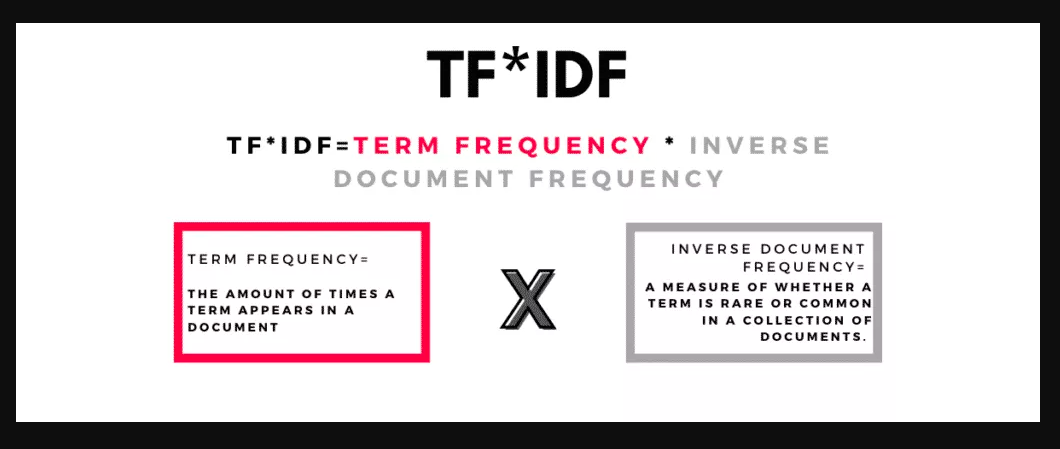 TF*IDF
TF*IDF=TERM FREQUENCY * INVERSE
DOCUMENT FREQUENCY
TERM FREQUENCY=
THE AMOUNT OF TIMES A
TERM APPEARS IN A
DOCUMENT
X
INVERSE DOCUMENT
FREQUENCY=
A MEASURE OF WHETHER A
TERM IS RARE OR COMMON
IN A COLLECTION OF
DOCUMENTS.